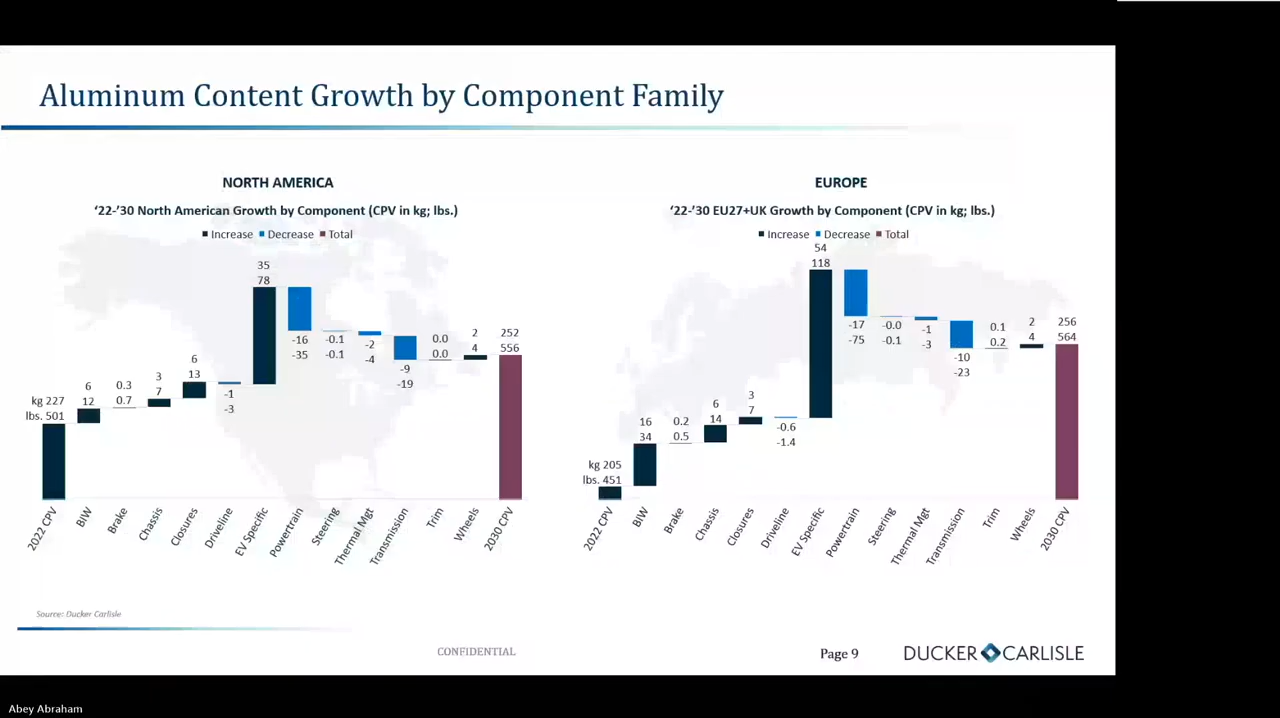 Aluminum Content Growth by Component Family
NORTH AMERICA
‘22-’30 North American Growth by Component (CPV in kg; lbs.)
Increase Decrease Total
kg 227
lbs. 501
6
12
0.3
0.7
3
7
6
13
-1
-3
35
78
-16
-35
-0.1
-0.1
-2
-4
-9
-19
0.0
0.0
2
4
252
556
2022 CPV
BIW
Brake
Chassis
Closures
Driveline
EV Specific
Powertrain
Steering
Thermal Mgt
Transmission
Trim
Wheels
2030 CPV
EUROPE
‘22-’30 EU27+UK Growth by Component (CPV in kg; lbs.)
Increase Decrease Total
kg 205
lbs. 451
16
34
0.2
0.5
6
14
3
7
-0.6
-1.4
54
118
-17
-75
-0.0
-0.1
-1
-3
-10
-23
0.1
0.2
2
4
256
564
2022 CPV
BIW
Brake
Chassis
Closures
Driveline
EV Specific
Powertrain
Steering
Thermal Mgt
Transmission
Trim
Wheels
2030 CPV
Source: Ducker Carlisle
CONFIDENTIAL
Page 9
DUCKER CARLISLE
Abey Abraham